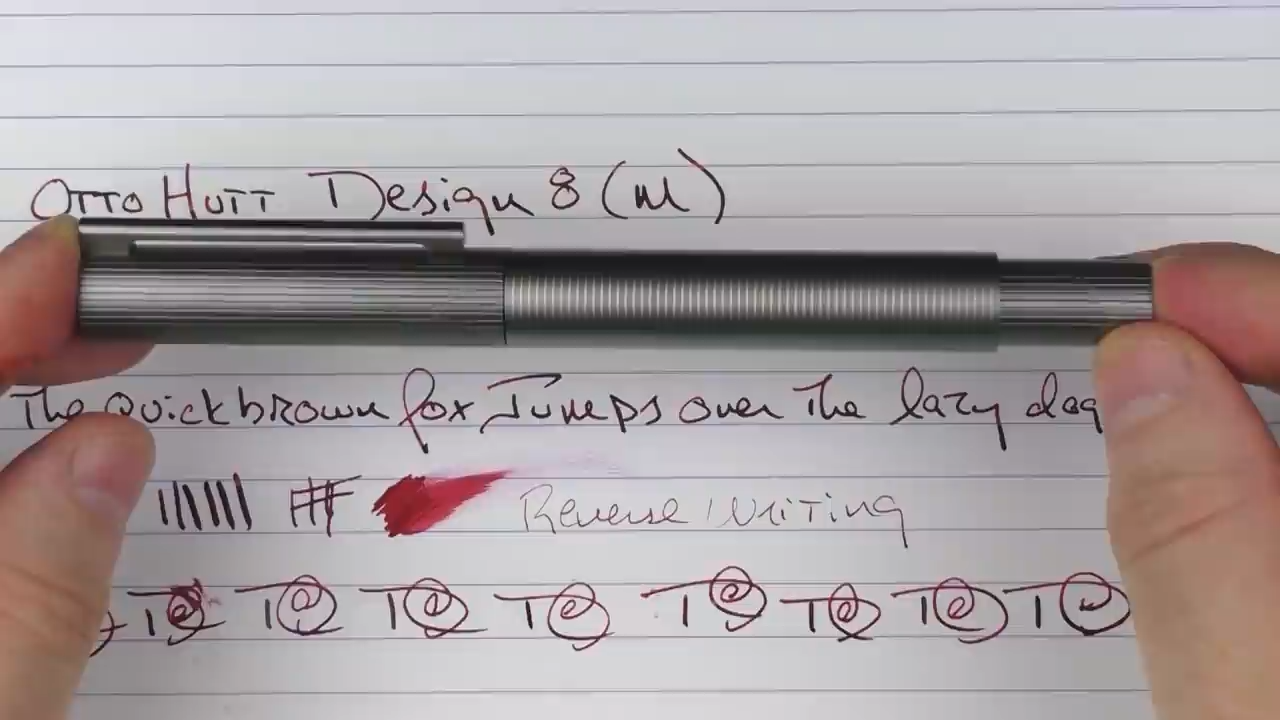 OTTO HUTT Design 8 (M)
The Quick brown fox Jumps over The lazy dog
Reverse Writing